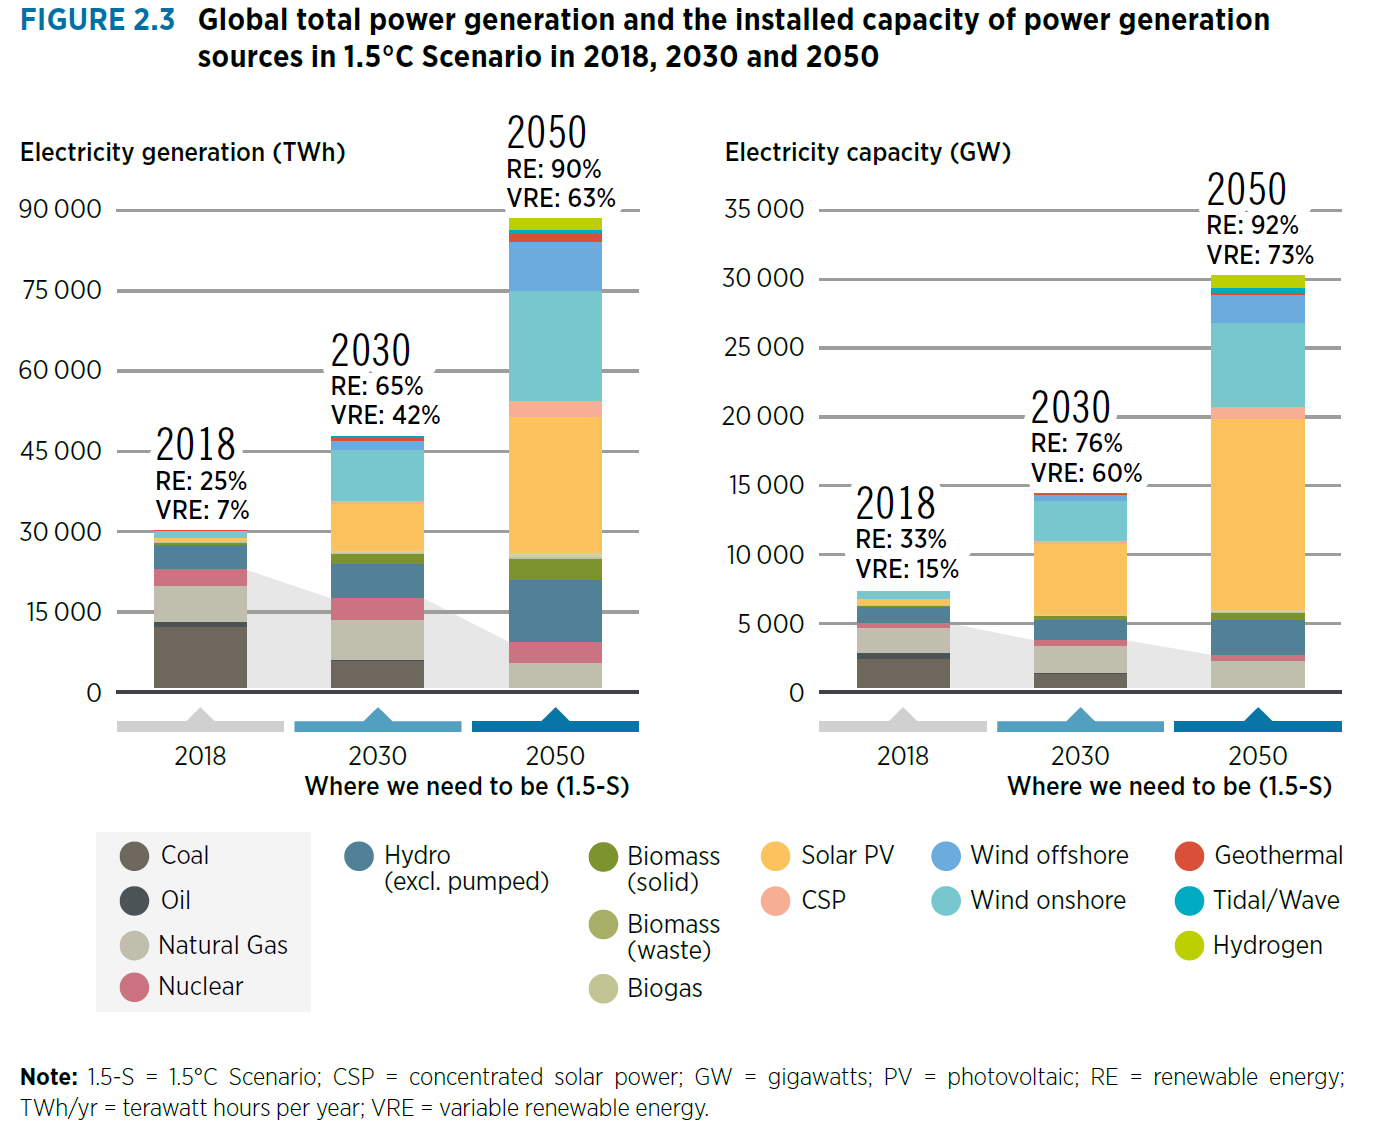 FIGURE 2.3 Global total power generation and the installed capacity of power generation
sources in 1.5°C Scenario in 2018, 2030 and 2050
Electricity generation (TWh)
90 000
75 000
60 000
45 000
30 000
15 000
0
2018
RE: 25%
VRE: 7%
2030
RE: 65%
VRE: 42%
2050
RE: 90%
VRE: 63%
2018 2030 2050
Where we need to be (1.5-S)
Electricity capacity (GW)
35 000
30 000
25 000
20 000
15 000
10 000
5 000
0
2018
RE: 33%
VRE: 15%
2030
RE: 76%
VRE: 60%
2050
RE: 92%
VRE: 73%
2018 2030 2050
Where we need to be (1.5-S)
Coal
Oil
Natural Gas
Nuclear
Hydro
(excl. pumped)
Biomass
(solid)
Biomass
(waste)
Biogas
Solar PV
CSP
Wind offshore
Wind onshore
Geothermal
Tidal/Wave
Hydrogen
Note: 1.5-S = 1.5°C Scenario; CSP = concentrated solar power; GW = gigawatts; PV = photovoltaic; RE = renewable energy;
TWh/yr = terawatt hours per year; VRE = variable renewable energy.